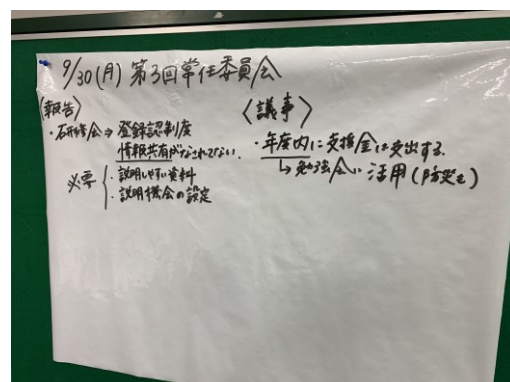 9/30(月) 第3回常任委員会
〈報告〉
・研修会⇒登録認制度
情報共有がなされてない.
必要
・説明しやすい資料
・説明機会の設定
〈議事〉
・年度内に支援金は支出する.
↳勉強会に活用(防災も)